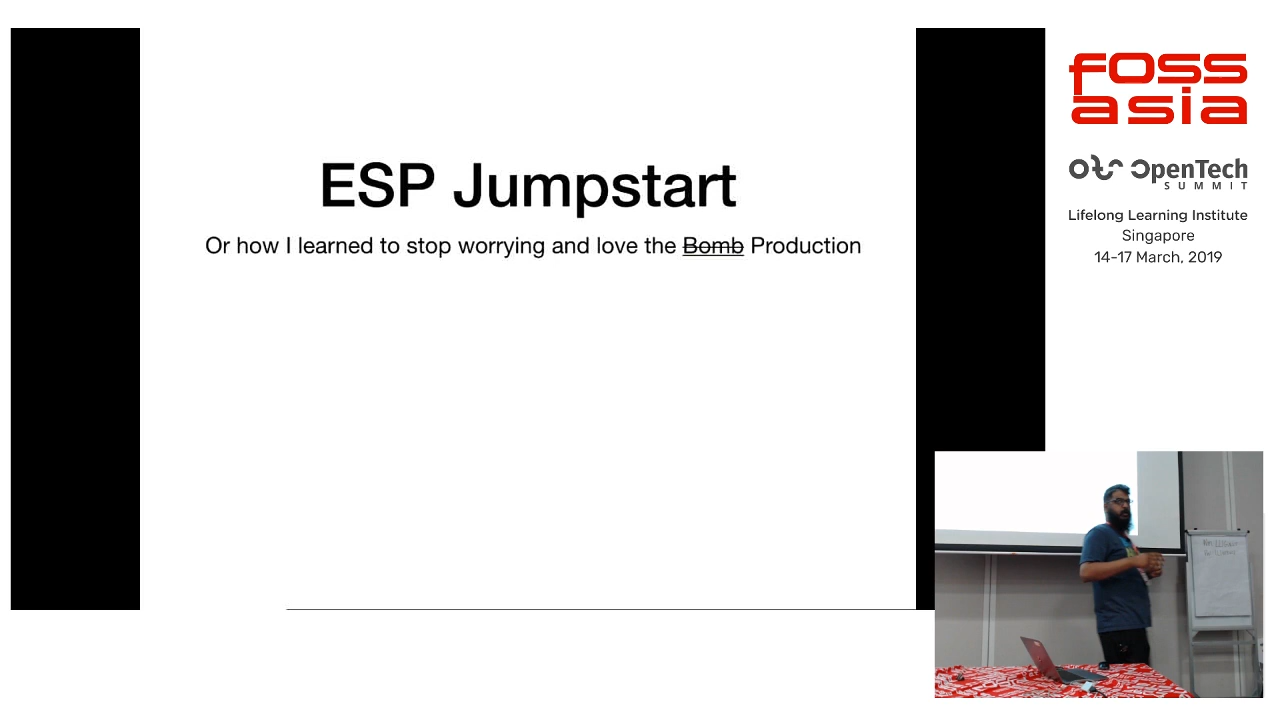 ESP Jumpstart
Or how I learned to stop worrying and love the Bomb Production
fOSS
asia
OpenTech
SUMMIT
Lifelong Learning Institute
Singapore
14-17 March, 2019